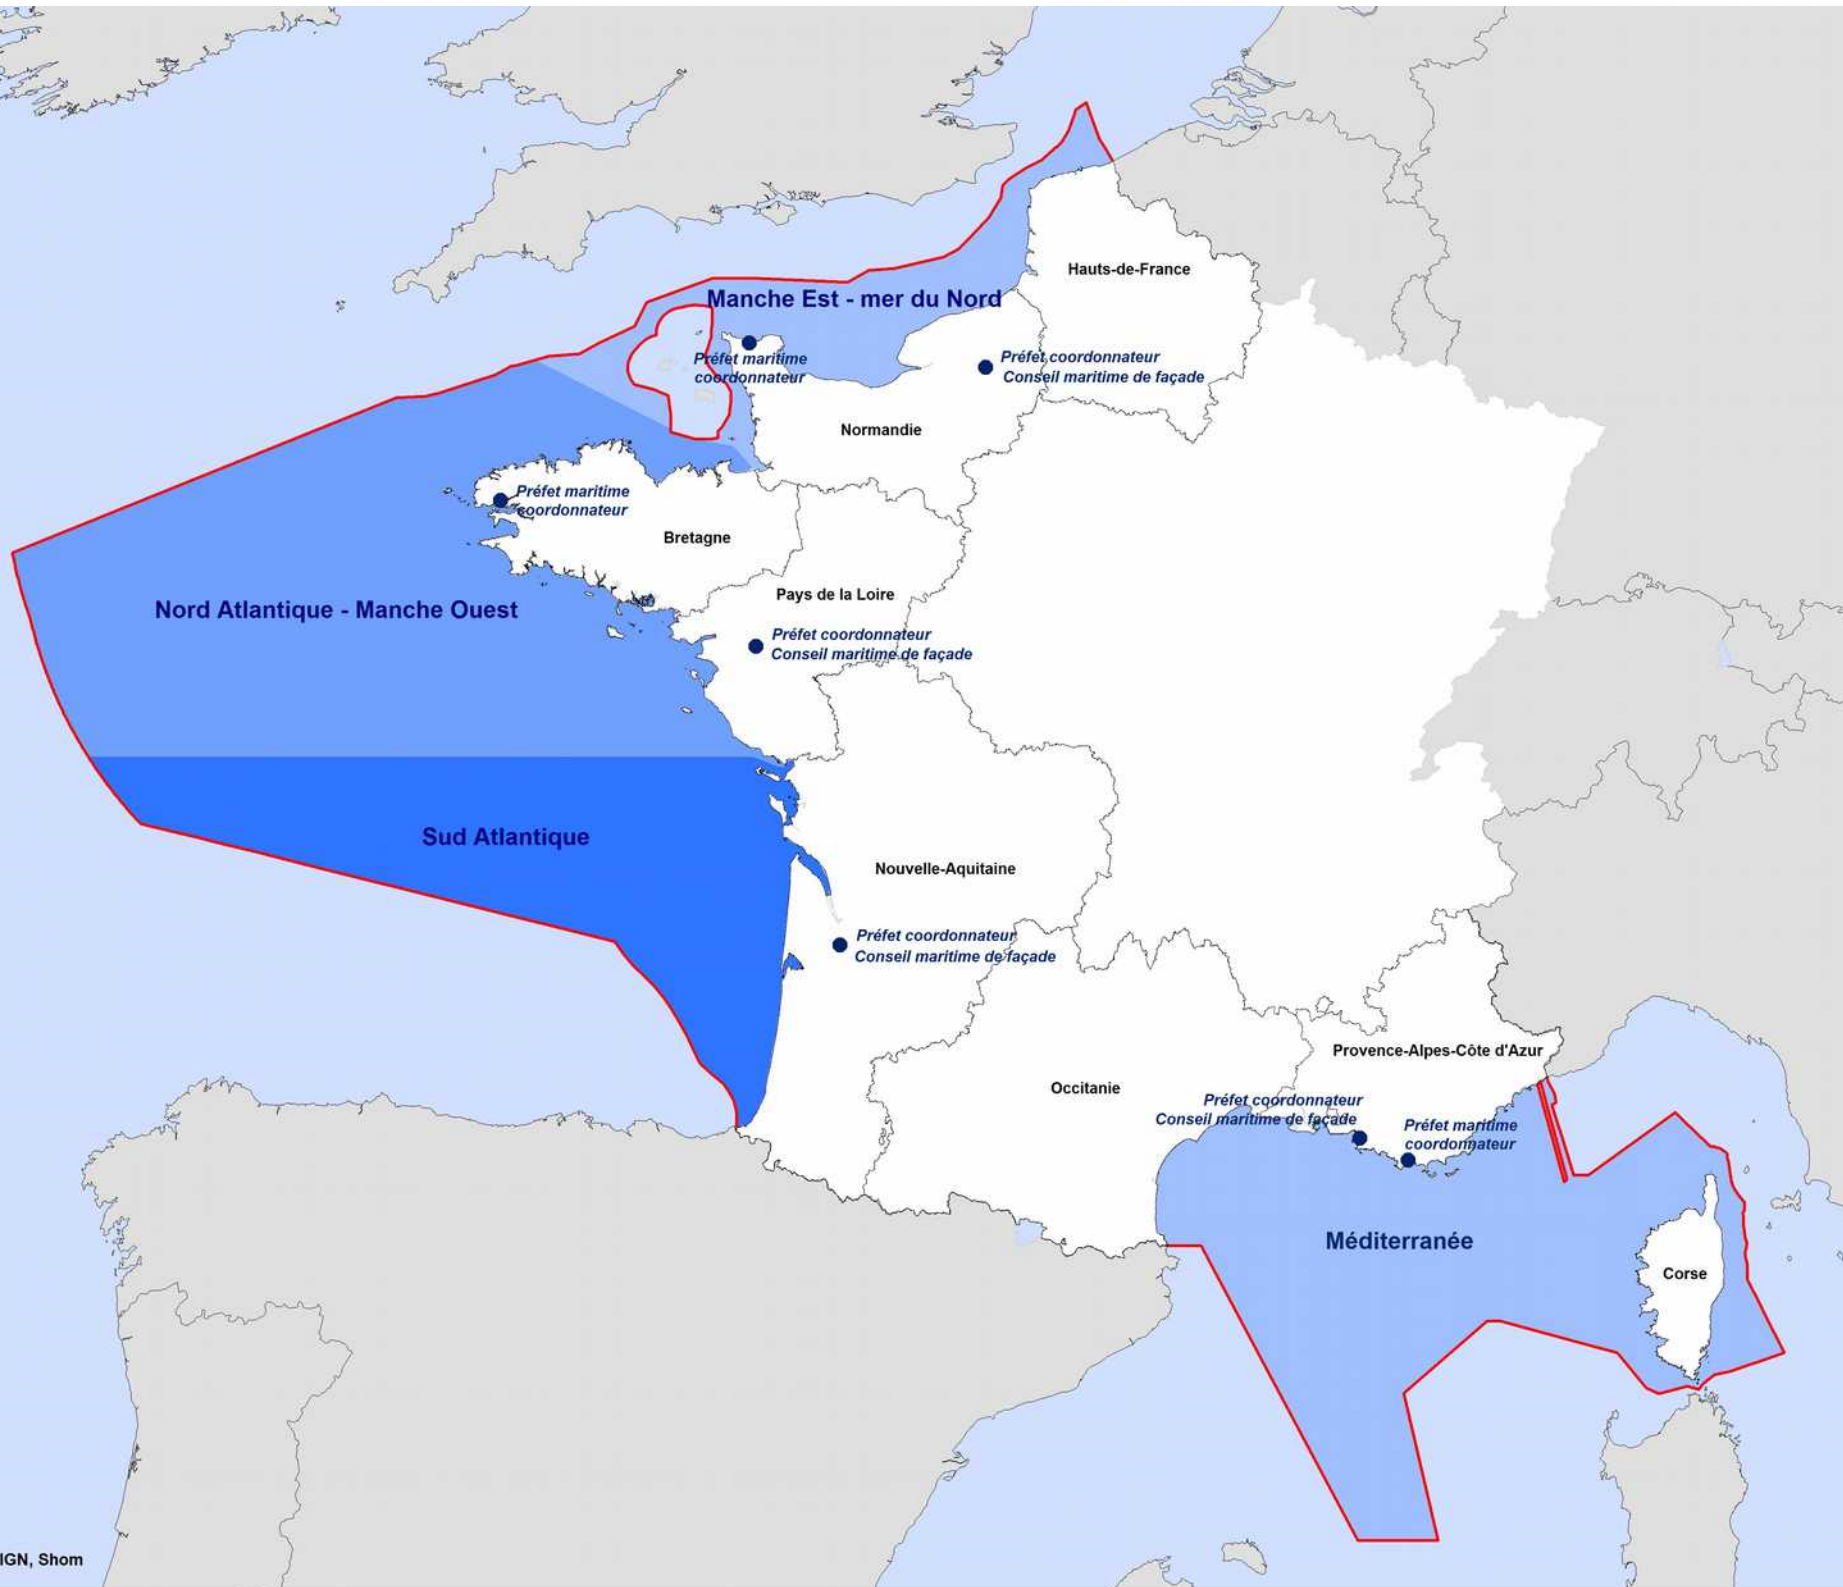 Hauts-de-France
Manche Est - mer du Nord
Préfet maritime
coordonnateur
Préfet coordonnateur
Conseil maritime de façade
Normandie
Préfet maritime
coordonnateur
Bretagne
Pays de la Loire
Nord Atlantique - Manche Ouest
Préfet coordonnateur
Conseil maritime de façade
Sud Atlantique
Nouvelle-Aquitaine
Préfet coordonnateur
Conseil maritime de façade
Provence-Alpes-Côte d'Azur
Occitanie
Préfet coordonnateur
Conseil maritime de façade
Préfet maritime
coordonnateur
Méditerranée
Corse
IGN, Shom